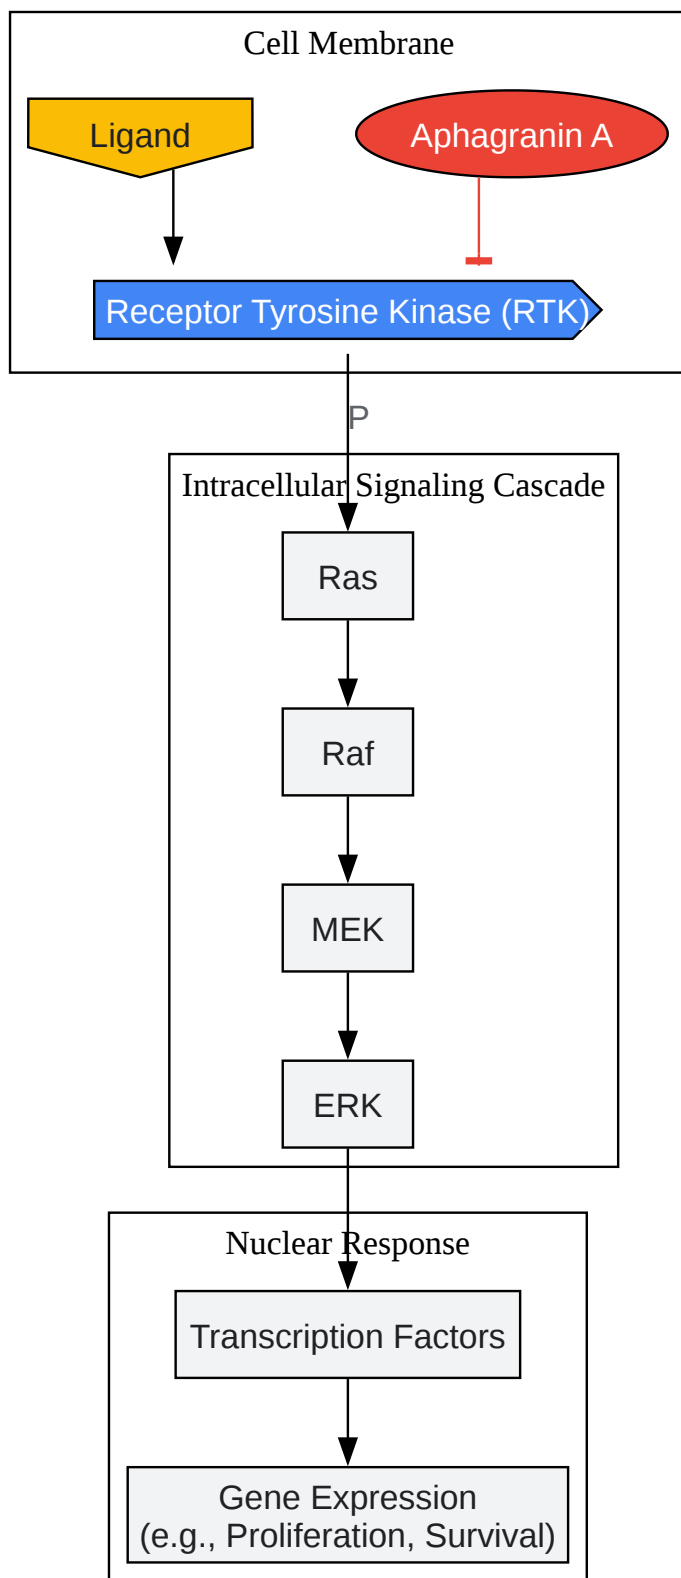 Cell Membrane
Ligand
Aphagranin A
Receptor Tyrosine Kinase (RTK)
P
Intracellular Signaling Cascade
Ras
Raf
MEK
ERK
Nuclear Response
Transcription Factors
Gene Expression
(e.g., Proliferation, Survival)